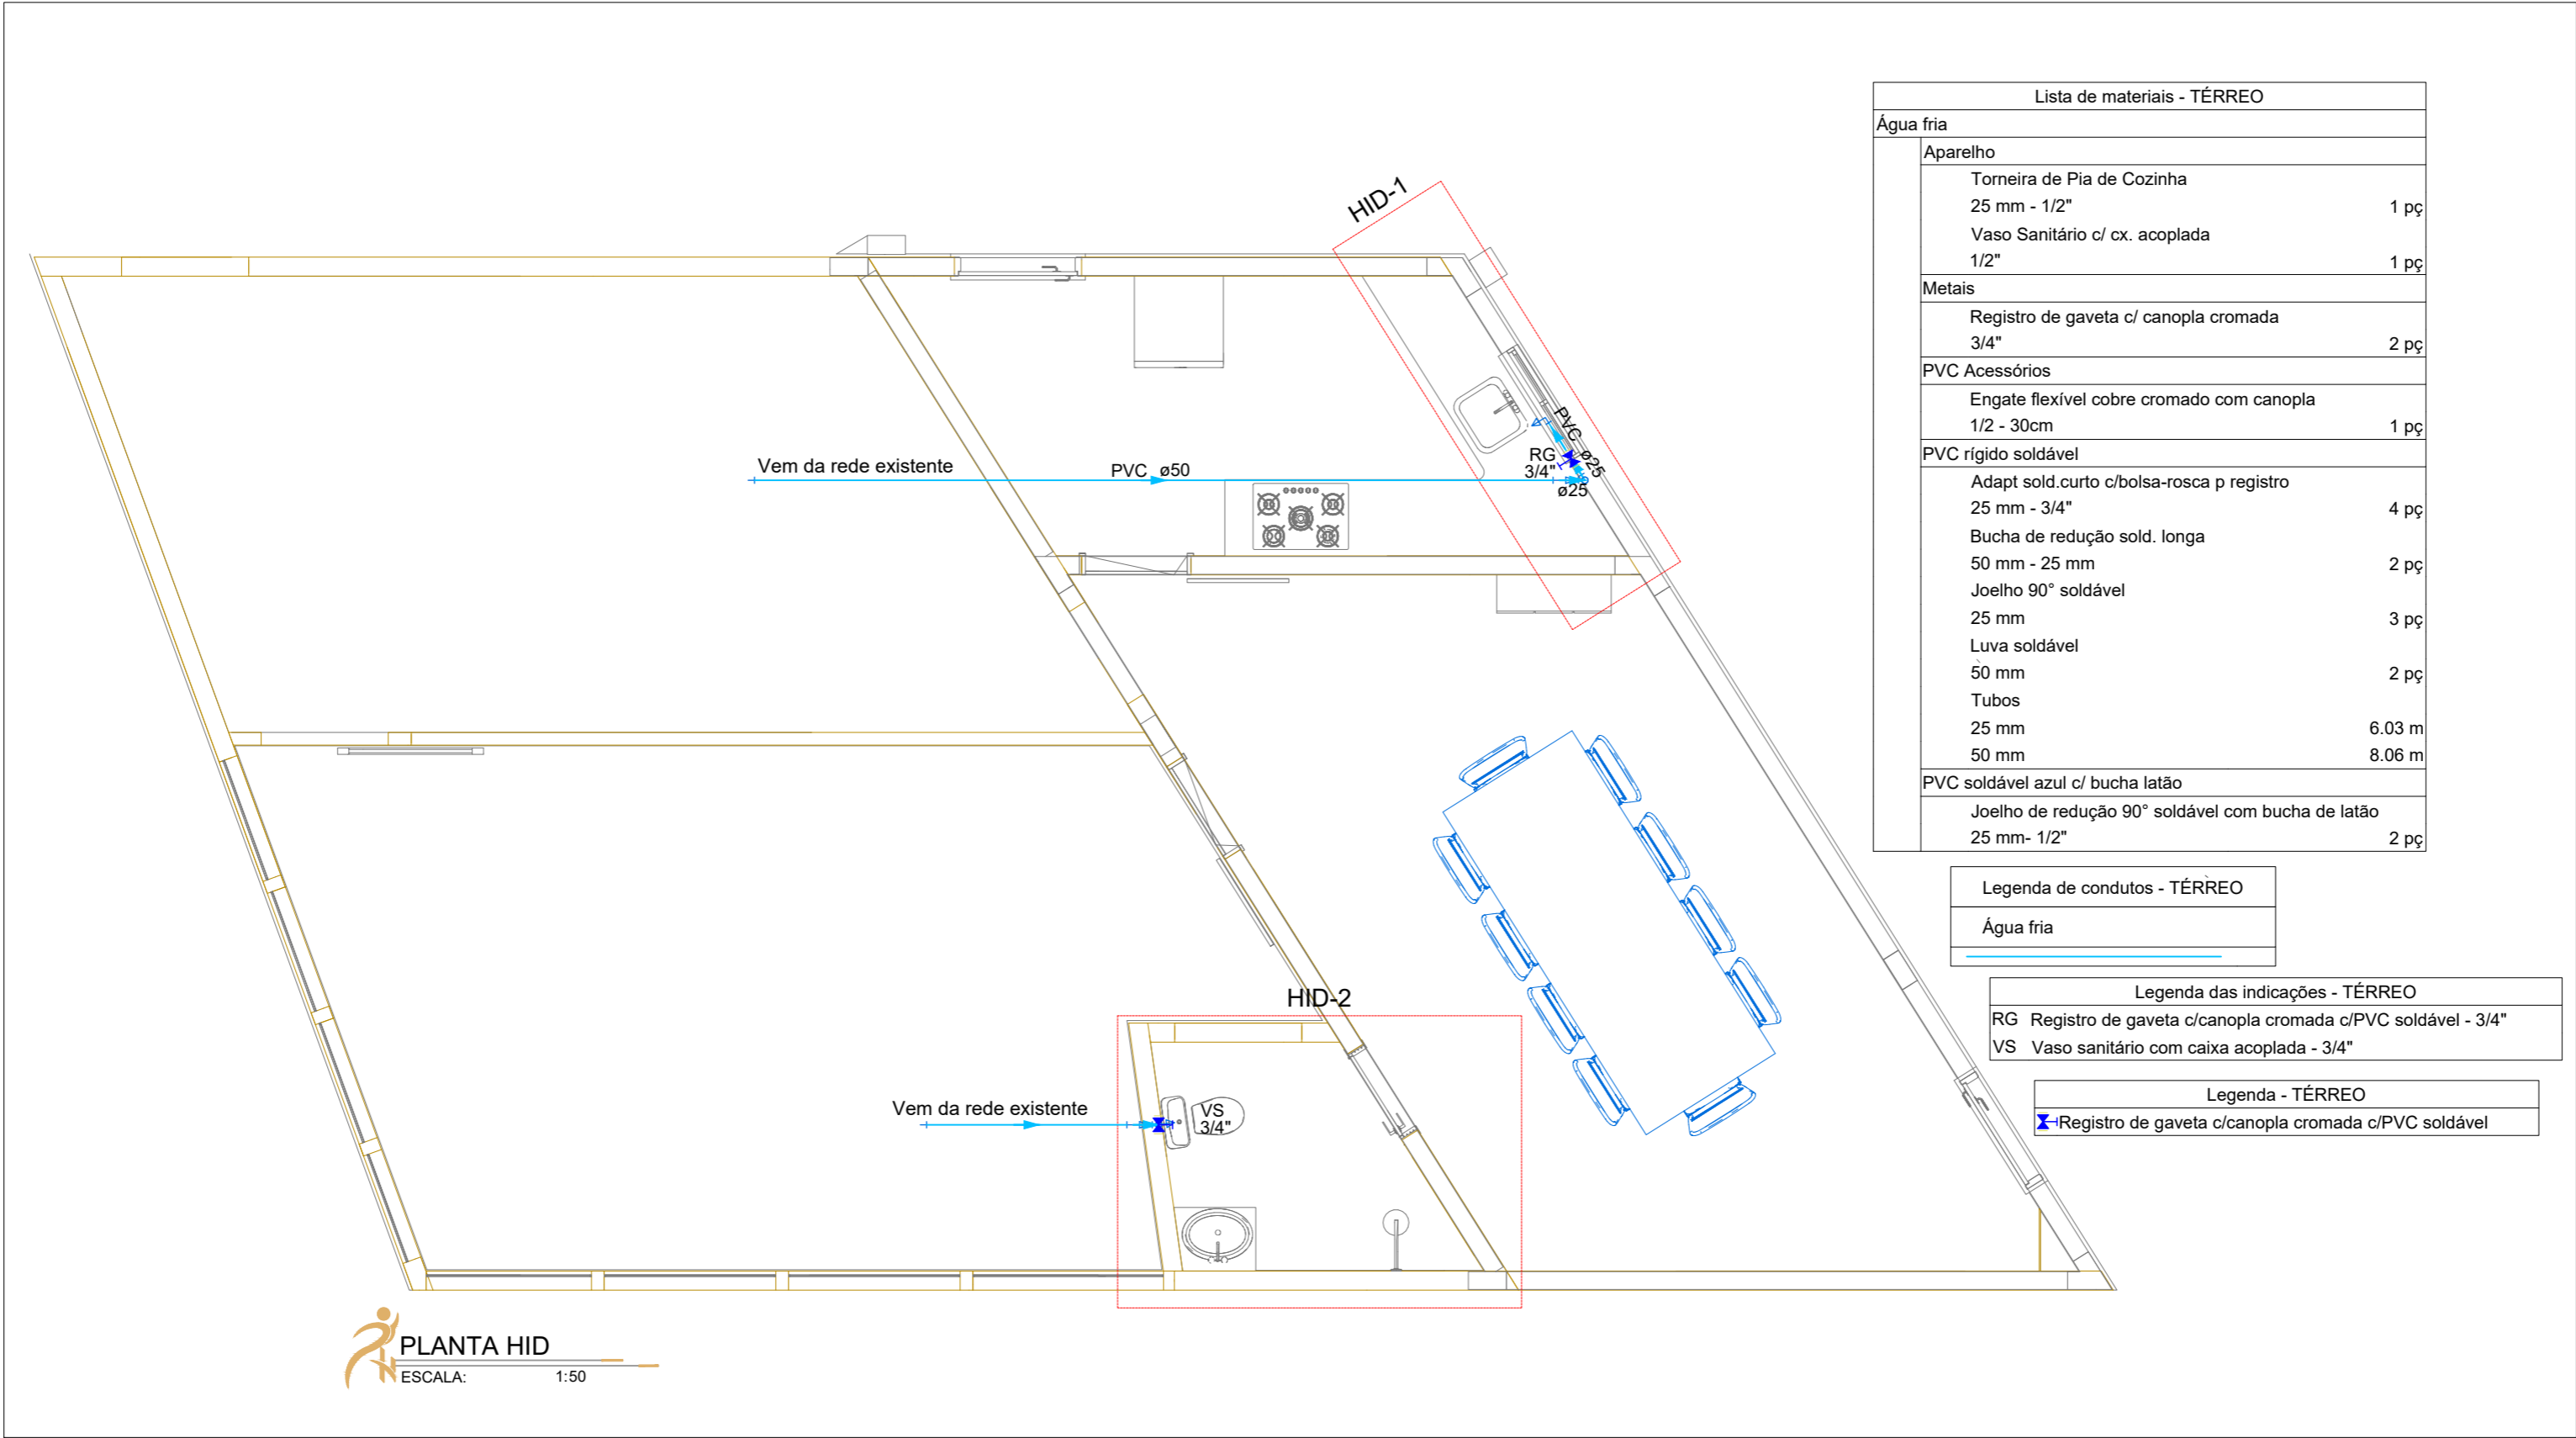 HID-1
Vem da rede existente
PVC ø50
PVC ø25
RG
3/4"
ø25
HID-2
Vem da rede existente
VS
3/4"
PLANTA HID
ESCALA: 1:50
Lista de materiais - TÉRREO
Água fria
Aparelho
Torneira de Pia de Cozinha
25 mm - 1/2" 1 pç
Vaso Sanitário c/ cx. acoplada
1/2" 1 pç
Metais
Registro de gaveta c/ canopla cromada
3/4" 2 pç
PVC Acessórios
Engate flexível cobre cromado com canopla
1/2 - 30cm 1 pç
PVC rígido soldável
Adapt sold.curto c/bolsa-rosca p registro
25 mm - 3/4" 4 pç
Bucha de redução sold. longa
50 mm - 25 mm 2 pç
Joelho 90° soldável
25 mm 3 pç
Luva soldável
50 mm 2 pç
Tubos
25 mm 6.03 m
50 mm 8.06 m
PVC soldável azul c/ bucha latão
Joelho de redução 90° soldável com bucha de latão
25 mm- 1/2" 2 pç
Legenda de condutos - TÉRREO
Água fria
Legenda das indicações - TÉRREO
RG Registro de gaveta c/canopla cromada c/PVC soldável - 3/4"
VS Vaso sanitário com caixa acoplada - 3/4"
Legenda - TÉRREO
Registro de gaveta c/canopla cromada c/PVC soldável